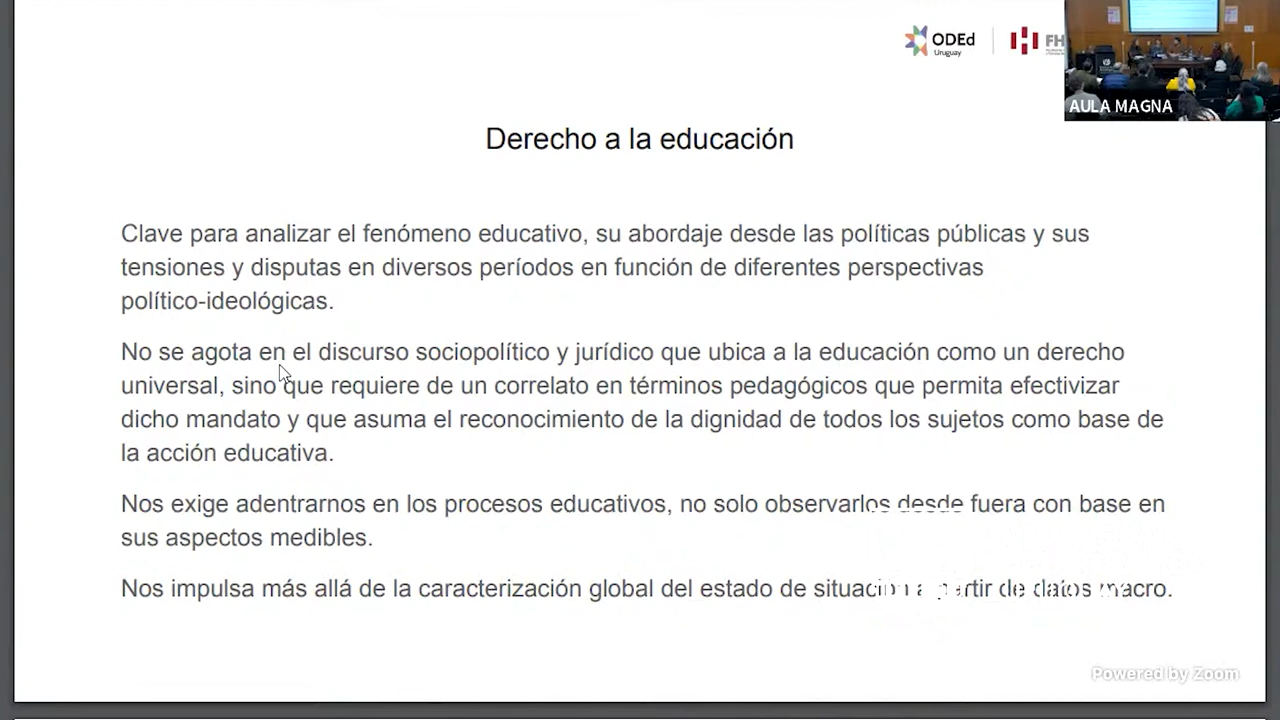 ODEd
Uruguay
FH
AULA MAGNA
Derecho a la educación
Clave para analizar el fenómeno educativo, su abordaje desde las políticas públicas y sus
tensiones y disputas en diversos períodos en función de diferentes perspectivas
político-ideológicas.
No se agota en el discurso sociopolítico y jurídico que ubica a la educación como un derecho
universal, sino que requiere de un correlato en términos pedagógicos que permita efectivizar
dicho mandato y que asuma el reconocimiento de la dignidad de todos los sujetos como base de
la acción educativa.
Nos exige adentrarnos en los procesos educativos, no solo observarlos desde fuera con base en
sus aspectos medibles.
Nos impulsa más allá de la caracterización global del estado de situación a partir de datos macro.
Powered by Zoom